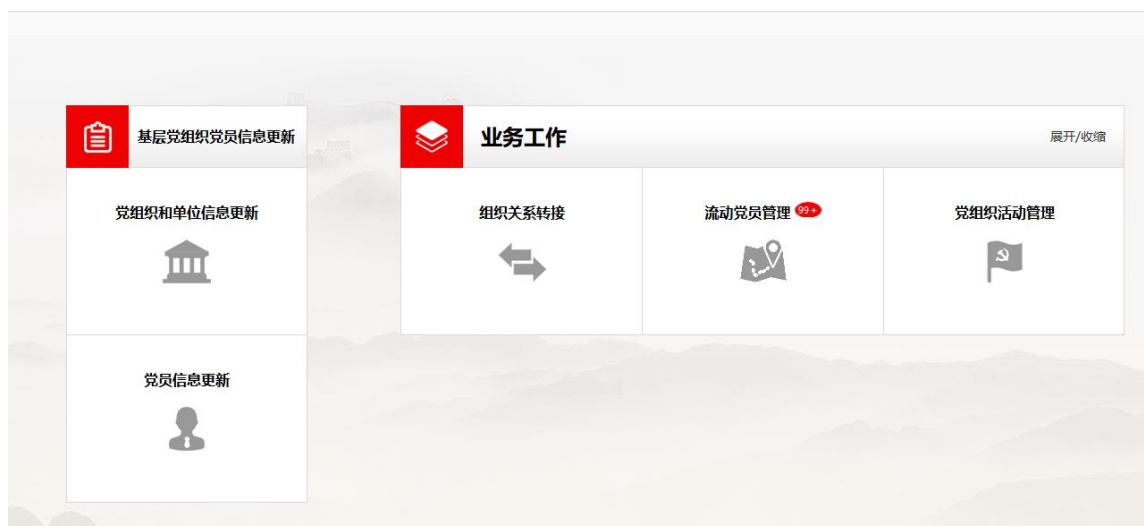 基层党组织党员信息更新
党组织和单位信息更新
党员信息更新
业务工作
展开/收缩
组织关系转接
流动党员管理 99+
党组织活动管理